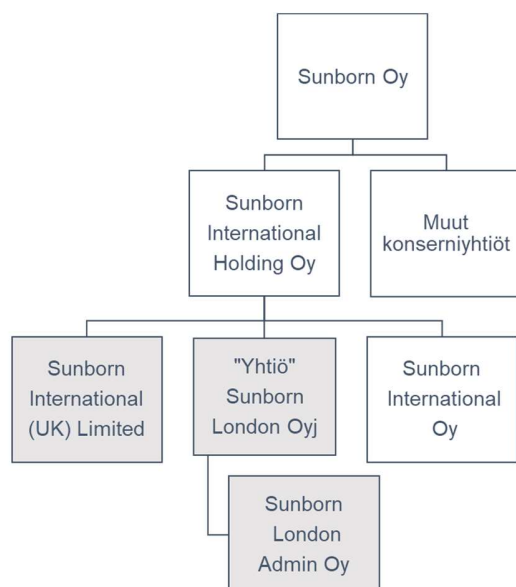 Sunborn Oy
Sunborn
International
Holding Oy
Muut
konserniyhtiöt
Sunborn
International
(UK) Limited
"Yhtiö"
Sunborn
London Oyj
Sunborn
International
Oy
Sunborn
London
Admin Oy